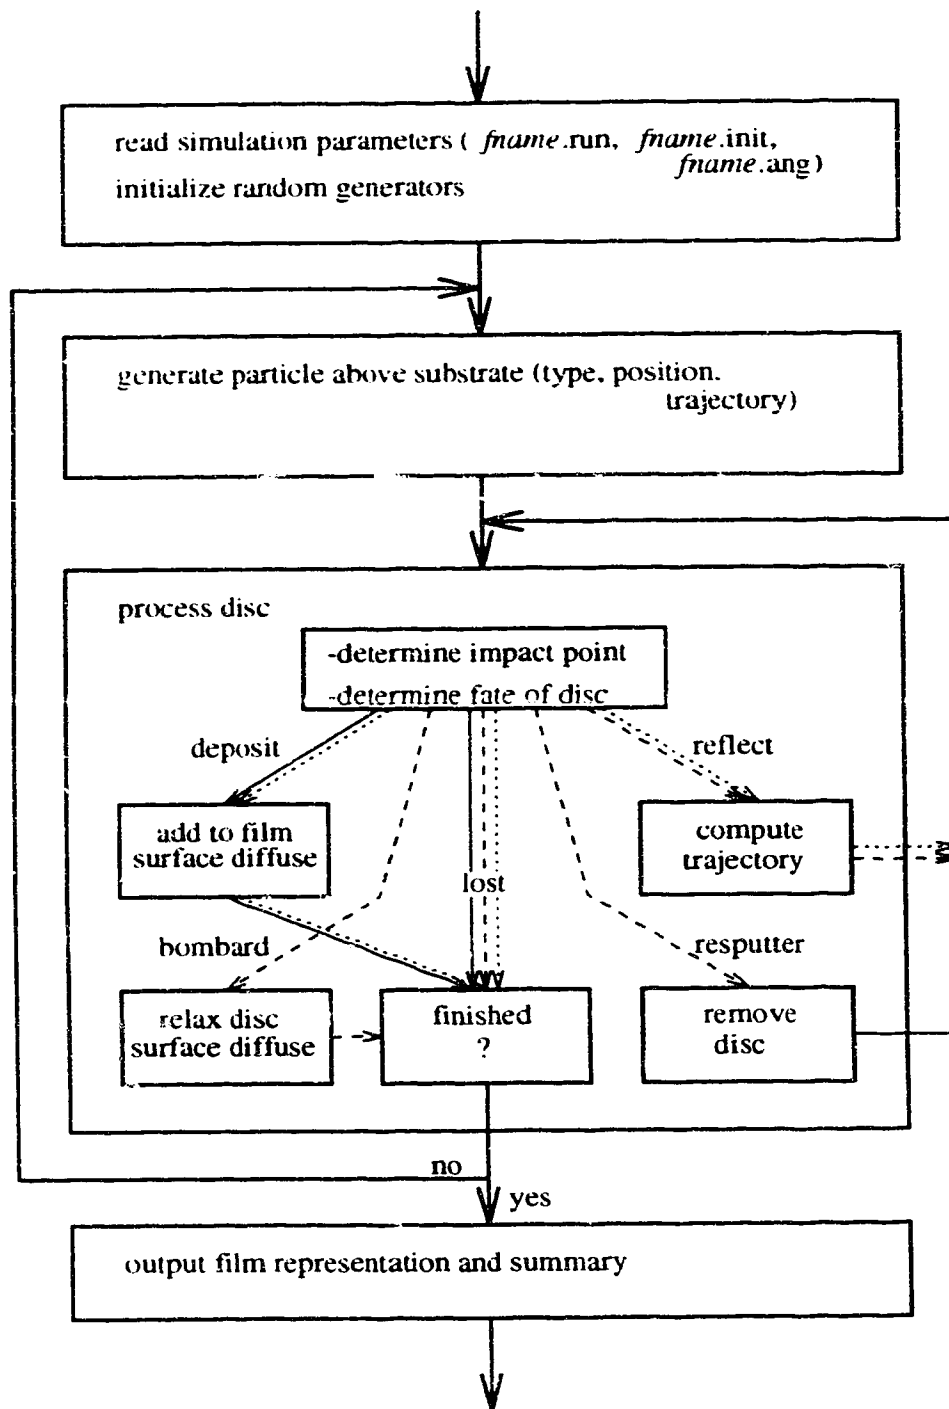 read simulation parameters ( fname.run, fname.init,
fname.ang)
initialize random generators
generate particle above substrate (type, position,
trajectory)
process disc
-determine impact point
-determine fate of disc
deposit
reflect
add to film
surface diffuse
compute
trajectory
lost
bombard
resputter
relax disc
surface diffuse
finished
?
remove
disc
no
yes
output film representation and summary